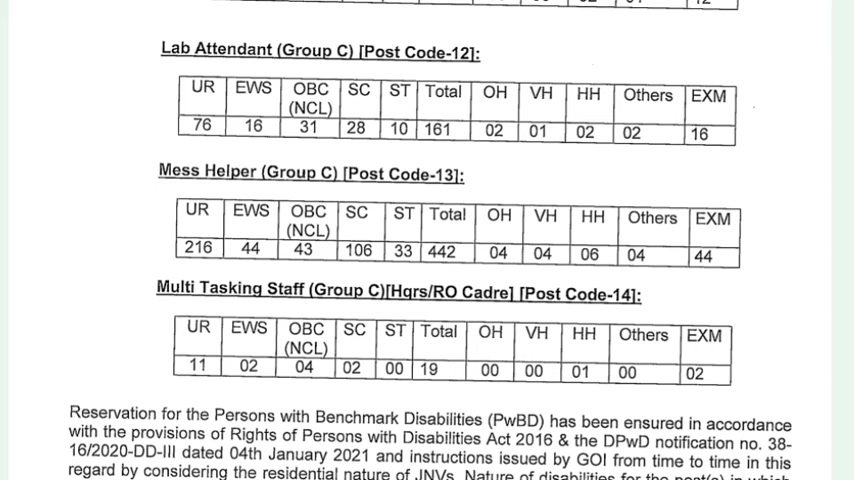 12
Lab Attendant (Group C) [Post Code-12]:
UR EWS OBC (NCL) SC ST Total OH VH HH Others EXM
76 16 31 28 10 161 02 01 02 02 16
Mess Helper (Group C) [Post Code-13]:
UR EWS OBC (NCL) SC ST Total OH VH HH Others EXM
216 44 43 106 33 442 04 04 06 04 44
Multi Tasking Staff (Group C)[Hqrs/RO Cadre] [Post Code-14]:
UR EWS OBC (NCL) SC ST Total OH VH HH Others EXM
11 02 04 02 00 19 00 00 01 00 02
Reservation for the Persons with Benchmark Disabilities (PwBD) has been ensured in accordance
with the provisions of Rights of Persons with Disabilities Act 2016 & the DPwD notification no. 38-
16/2020-DD-III dated 04th January 2021 and instructions issued by GOI from time to time in this
regard by considering the residential nature of JNVs. Nature of disabilities for the post(s) in which